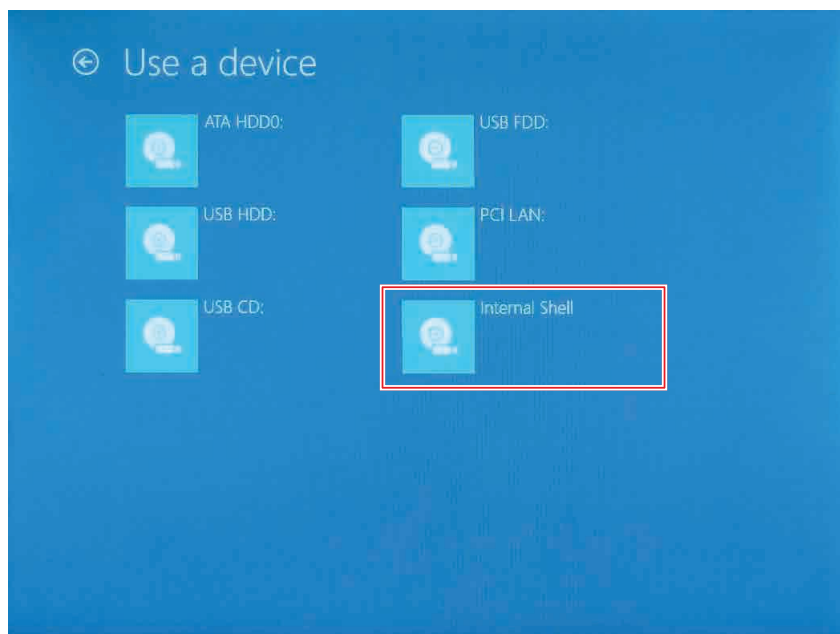 Use a device
ATA HDD0:
USB FDD:
USB HDD:
PCI LAN:
USB CD:
Internal Shell